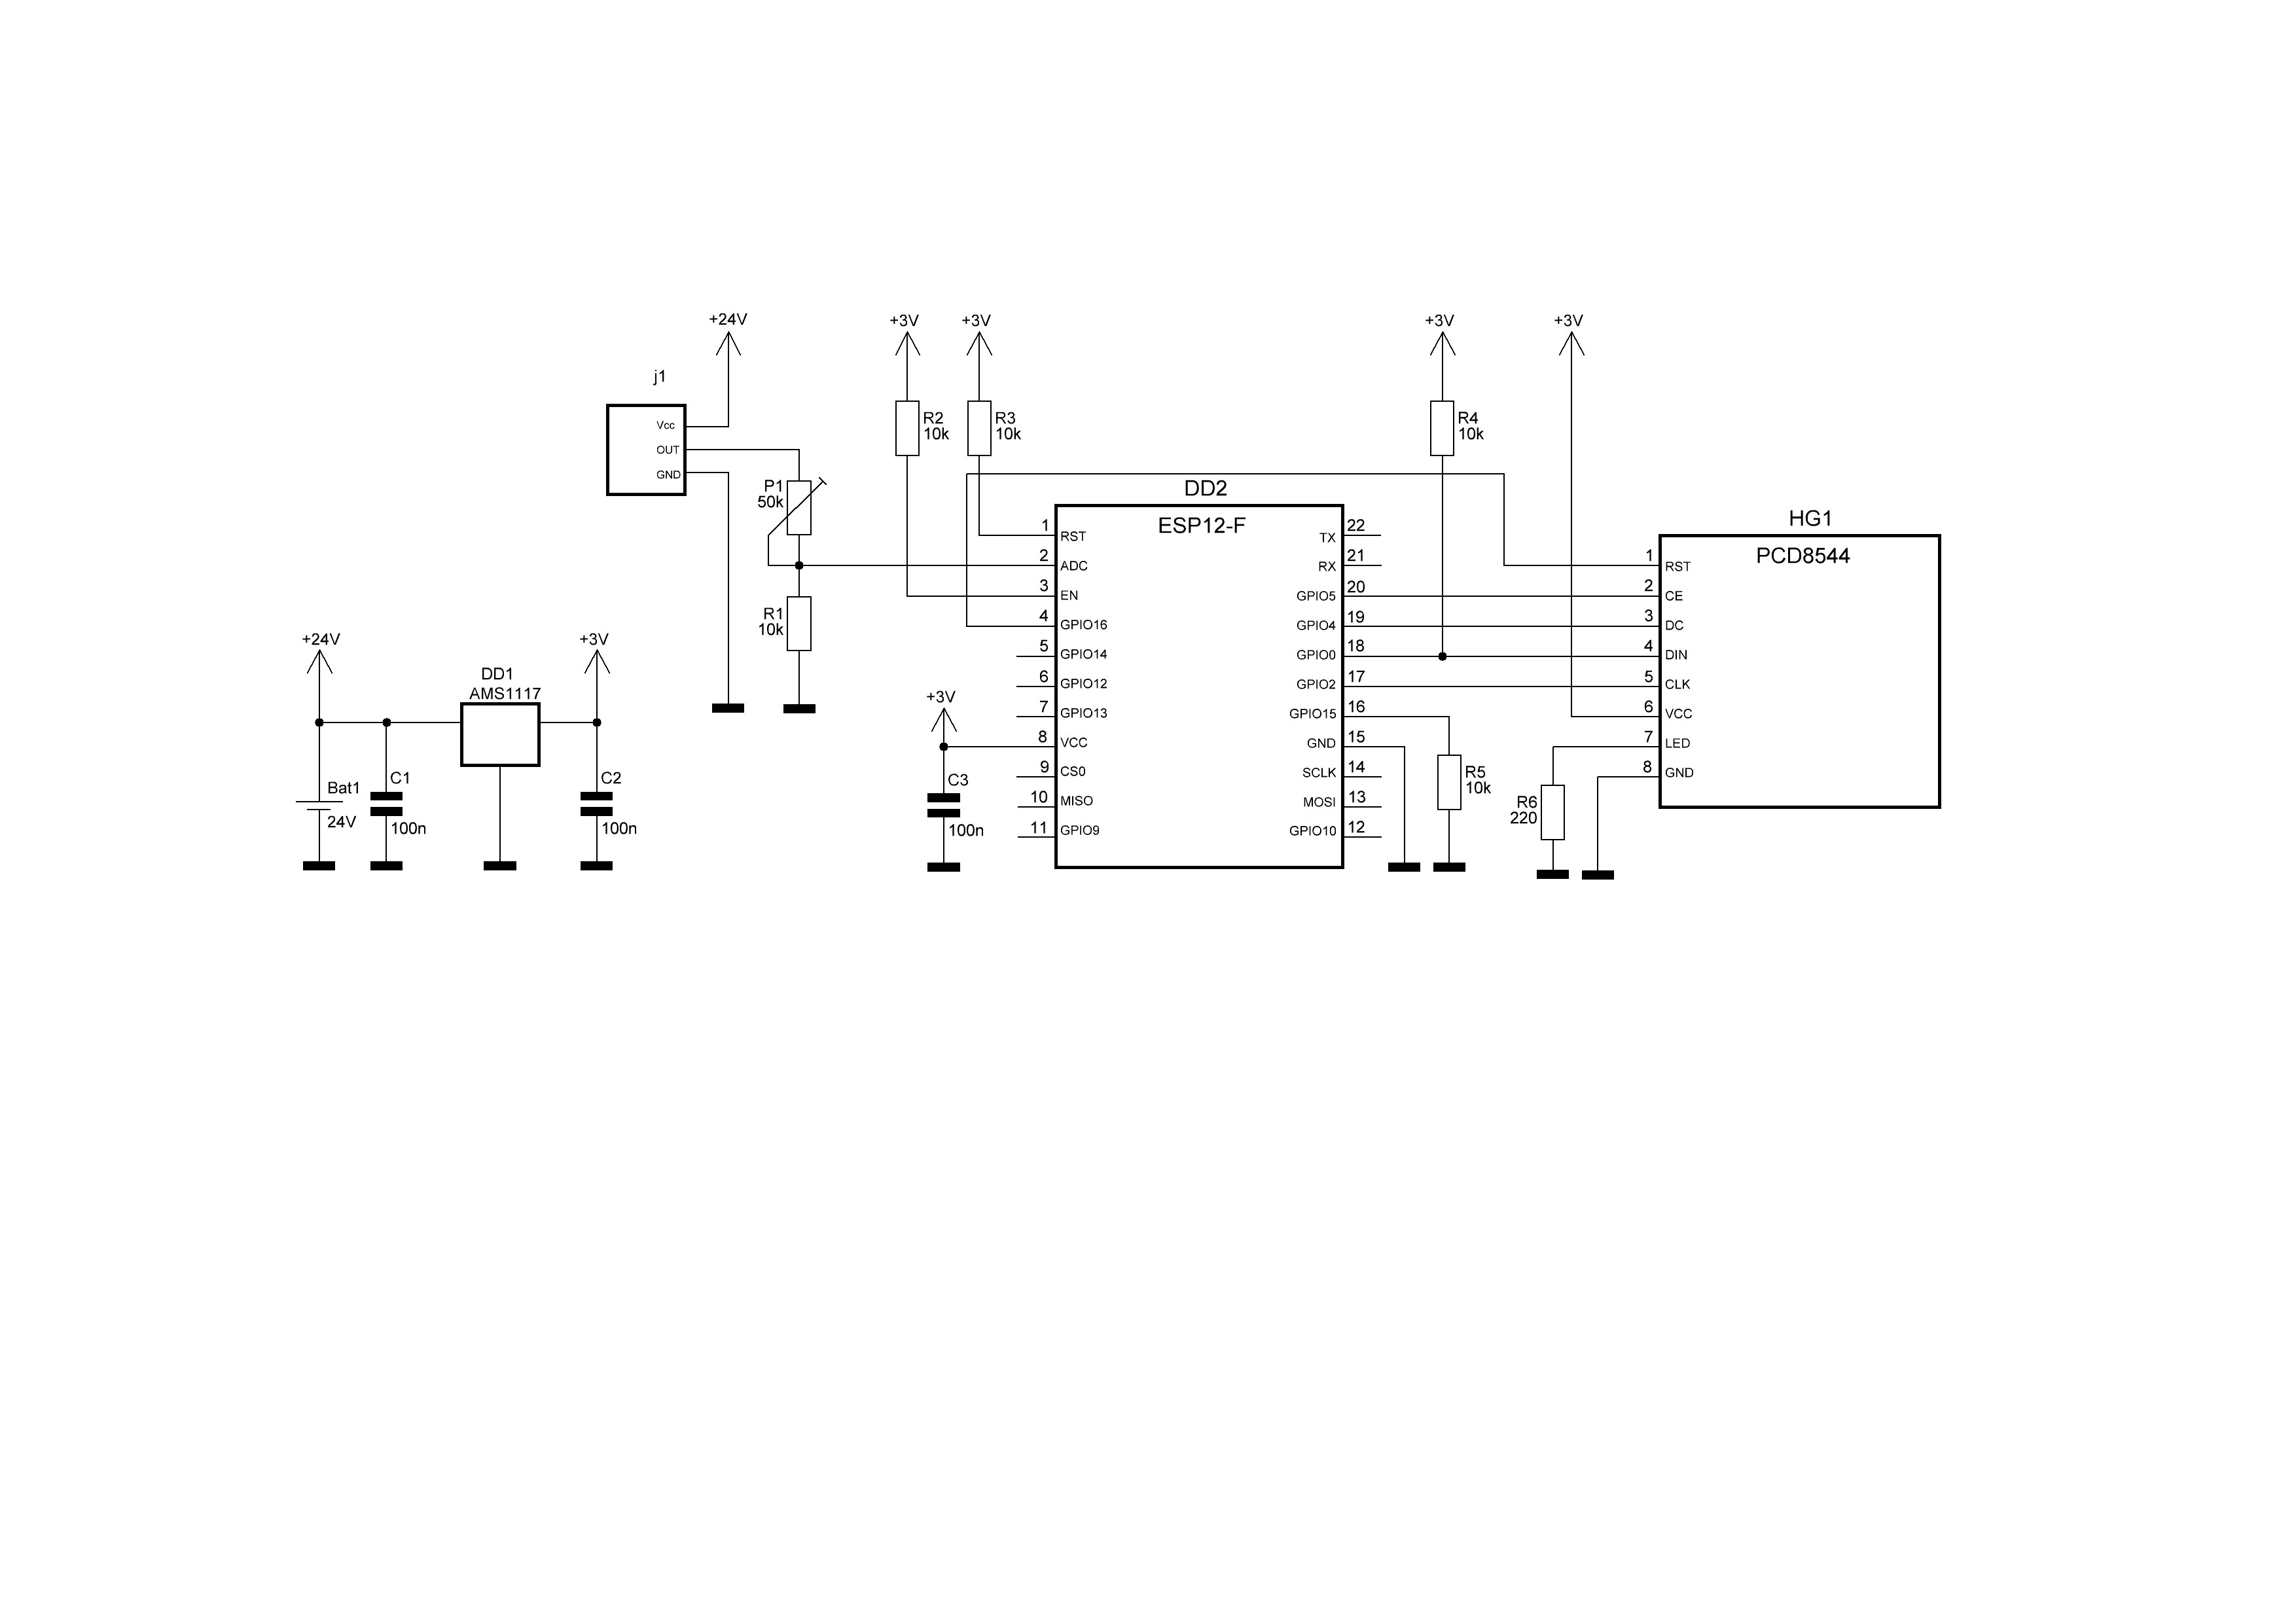 +24V
+3V
+3V
+3V
+3V
j1
Vcc
OUT
GND
R2
10k
R3
10k
R4
10k
P1
50k
R1
10k
DD2
ESP12-F
1
RST
2
ADC
3
EN
4
GPIO16
5
GPIO14
6
GPIO12
7
GPIO13
8
VCC
9
CS0
10
MISO
11
GPIO9
22
TX
21
RX
20
GPIO5
19
GPIO4
18
GPIO0
17
GPIO2
16
GPIO15
15
GND
14
SCLK
13
MOSI
12
GPIO10
HG1
PCD8544
1
RST
2
CE
3
DC
4
DIN
5
CLK
6
VCC
7
LED
8
GND
+24V
+3V
DD1
AMS1117
Bat1
24V
C1
100n
C2
100n
+3V
C3
100n
R5
10k
R6
220